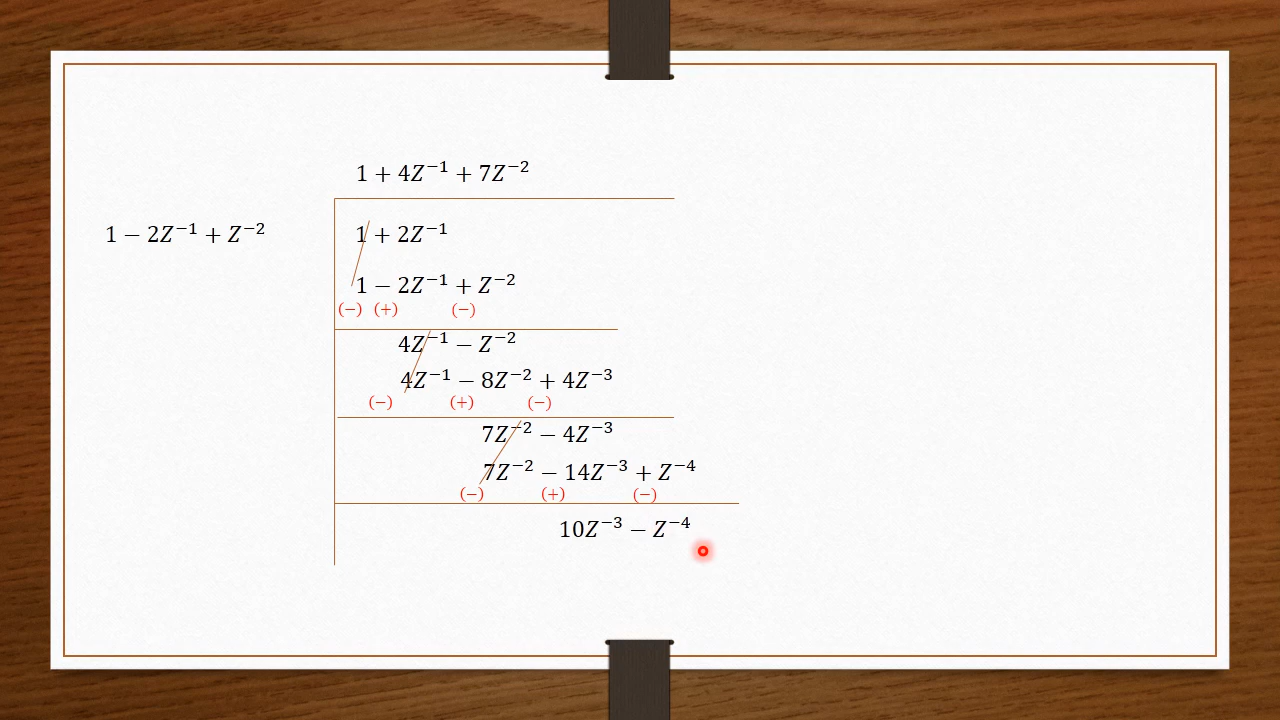 1 + 4Z⁻¹ + 7Z⁻²
1 − 2Z⁻¹ + Z⁻² 1 + 2Z⁻¹
1 − 2Z⁻¹ + Z⁻²
(−) (+) (−)
4Z⁻¹ − Z⁻²
4Z⁻¹ − 8Z⁻² + 4Z⁻³
(−) (+) (−)
7Z⁻² − 4Z⁻³
7Z⁻² − 14Z⁻³ + Z⁻⁴
(−) (+) (−)
10Z⁻³ − Z⁻⁴